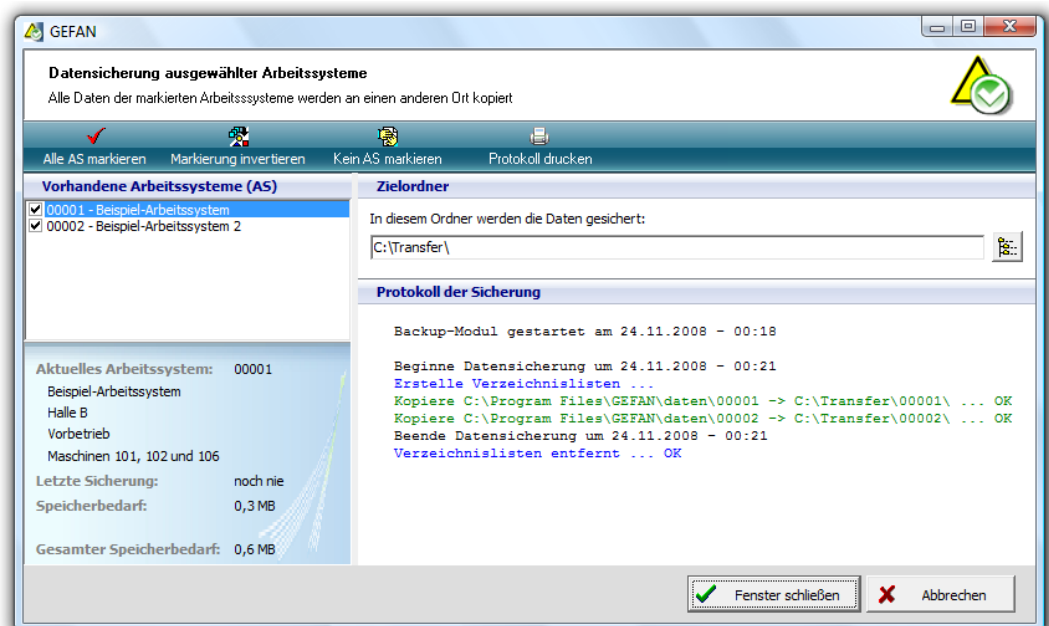 GEFAN
Datensicherung ausgewählter Arbeitssysteme
Alle Daten der markierten Arbeitsssysteme werden an einen anderen Ort kopiert
Alle AS markieren Markierung invertieren Kein AS markieren Protokoll drucken
Vorhandene Arbeitssysteme (AS)
00001 - Beispiel-Arbeitssystem
00002 - Beispiel-Arbeitssystem 2
Aktuelles Arbeitssystem: 00001
Beispiel-Arbeitssystem
Halle B
Vorbetrieb
Maschinen 101, 102 und 106
Letzte Sicherung: noch nie
Speicherbedarf: 0,3 MB
Gesamter Speicherbedarf: 0,6 MB
Zielordner
In diesem Ordner werden die Daten gesichert:
C:\Transfer\
Protokoll der Sicherung
Backup-Modul gestartet am 24.11.2008 - 00:18
Beginne Datensicherung um 24.11.2008 - 00:21
Erstelle Verzeichnislisten ...
Kopiere C:\Program Files\GEFAN\daten\00001 -> C:\Transfer\00001\ ... OK
Kopiere C:\Program Files\GEFAN\daten\00002 -> C:\Transfer\00002\ ... OK
Beende Datensicherung um 24.11.2008 - 00:21
Verzeichnislisten entfernt ... OK
Fenster schließen Abbrechen